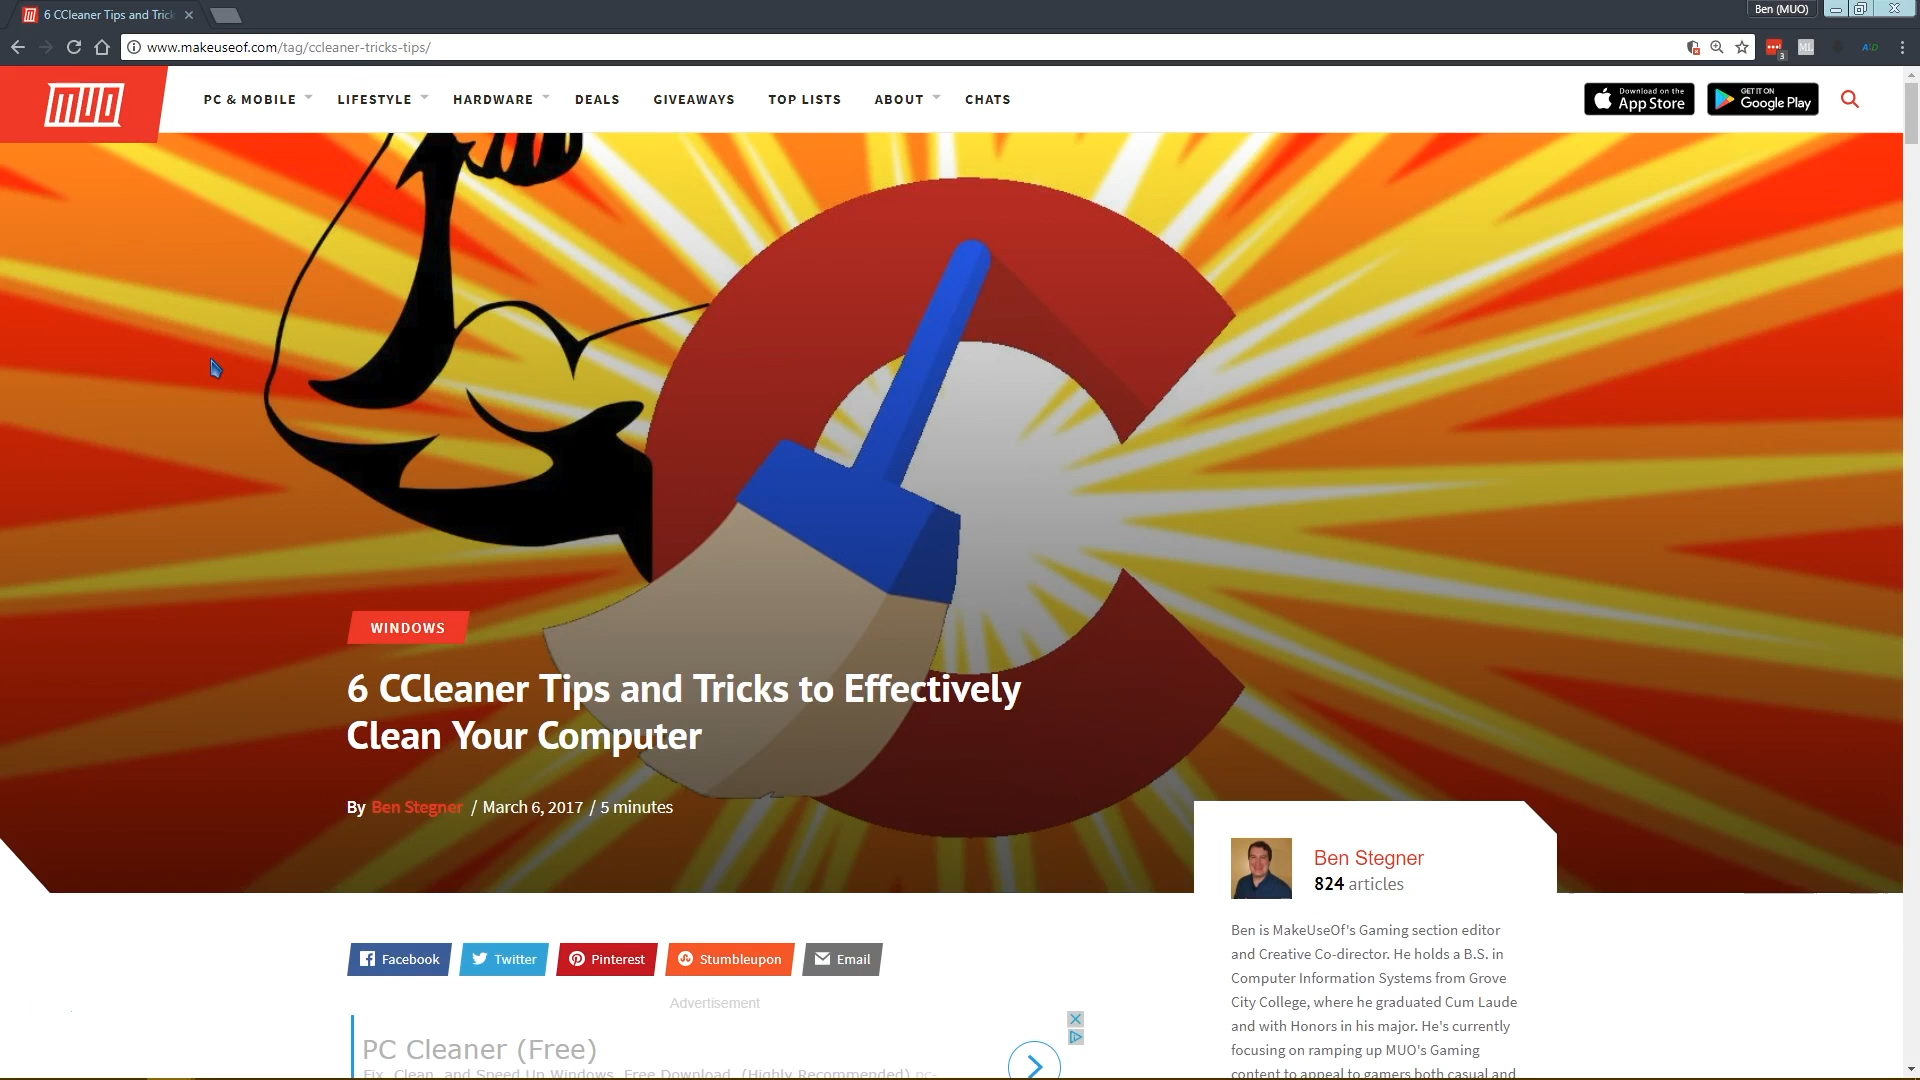 6 CCleaner Tips and Trick
Ben (MUO)
www.makeuseof.com/tag/ccleaner-tricks-tips/
3
ML
MUO
PC & MOBILE
LIFESTYLE
HARDWARE
DEALS
GIVEAWAYS
TOP LISTS
ABOUT
CHATS
Download on the
App Store
GET IT ON
Google Play
WINDOWS
6 CCleaner Tips and Tricks to Effectively
Clean Your Computer
By Ben Stegner / March 6, 2017 / 5 minutes
Ben Stegner
824 articles
Ben is MakeUseOf's Gaming section editor
and Creative Co-director. He holds a B.S. in
Computer Information Systems from Grove
City College, where he graduated Cum Laude
and with Honors in his major. He's currently
focusing on ramping up MUO's Gaming
content to appeal to gamers both casual and
Facebook
Twitter
Pinterest
Stumbleupon
Email
Advertisement
PC Cleaner (Free)
Fix, Clean, and Speed Up Windows. Free Download. (Highly Recommended) pc-